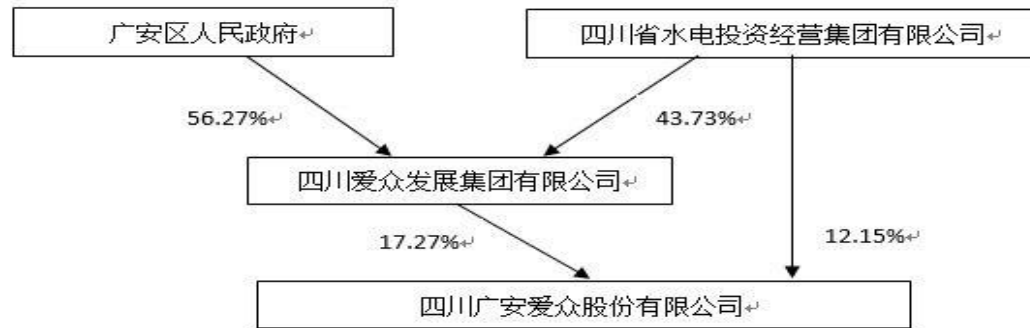 广安区人民政府↵
四川省水电投资经营集团有限公司↵
56.27%↵
43.73%↵
四川爱众发展集团有限公司↵
17.27%↵
12.15%↵
四川广安爱众股份有限公司↵